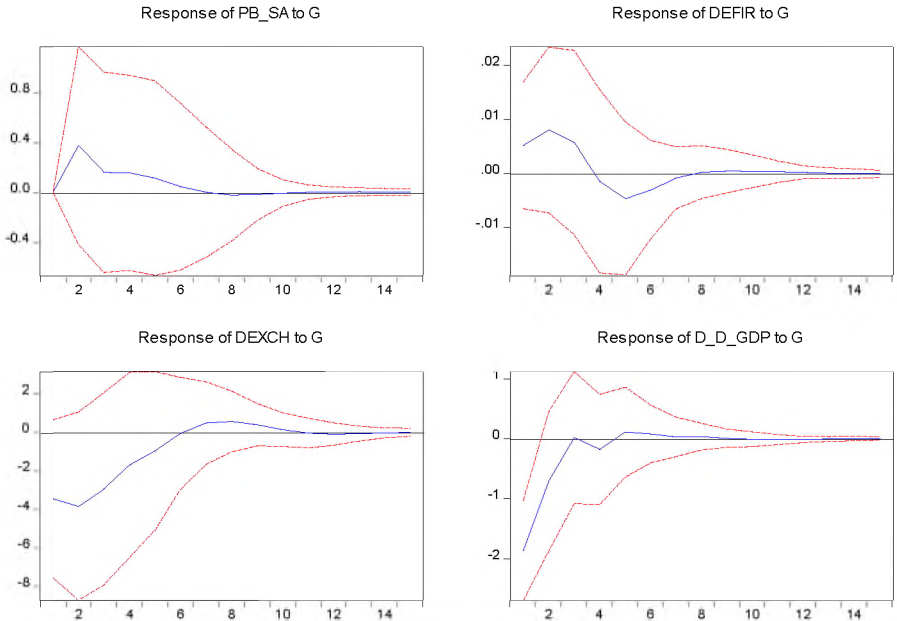 Response of PB_SA to G
0.8
0.4
0.0
-0.4
2 4 6 8 10 12 14
Response of DEFIR to G
.02
.01
.00
-.01
2 4 6 8 10 12 14
Response of DEXCH to G
2
0
-2
-4
-6
-8
2 4 6 8 10 12 14
Response of D_D_GDP to G
1
0
-1
-2
2 4 6 8 10 12 14